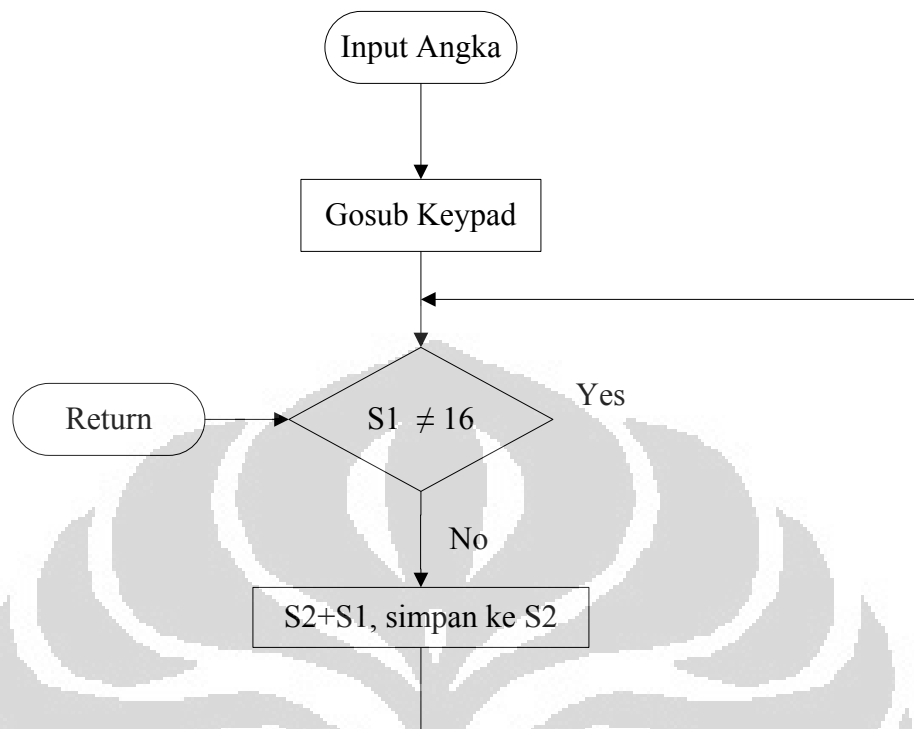 Input Angka
Gosub Keypad
Return
S1 ≠ 16
Yes
No
S2+S1, simpan ke S2